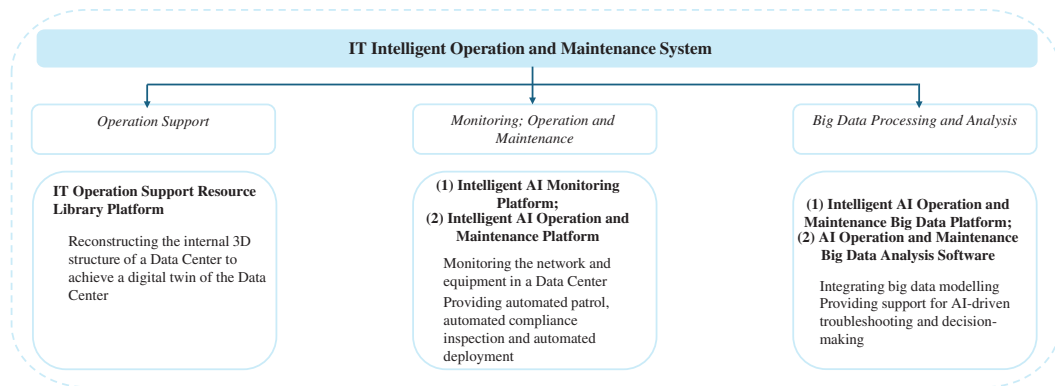 IT Intelligent Operation and Maintenance System
Operation Support
Monitoring; Operation and
Maintenance
Big Data Processing and Analysis
IT Operation Support Resource
Library Platform
Reconstructing the internal 3D
structure of a Data Center to
achieve a digital twin of the Data
Center
(1) Intelligent AI Monitoring
Platform;
(2) Intelligent AI Operation and
Maintenance Platform
Monitoring the network and
equipment in a Data Center
Providing automated patrol,
automated compliance
inspection and automated
deployment
(1) Intelligent AI Operation and
Maintenance Big Data Platform;
(2) AI Operation and Maintenance
Big Data Analysis Software
Integrating big data modelling
Providing support for AI-driven
troubleshooting and decision-
making